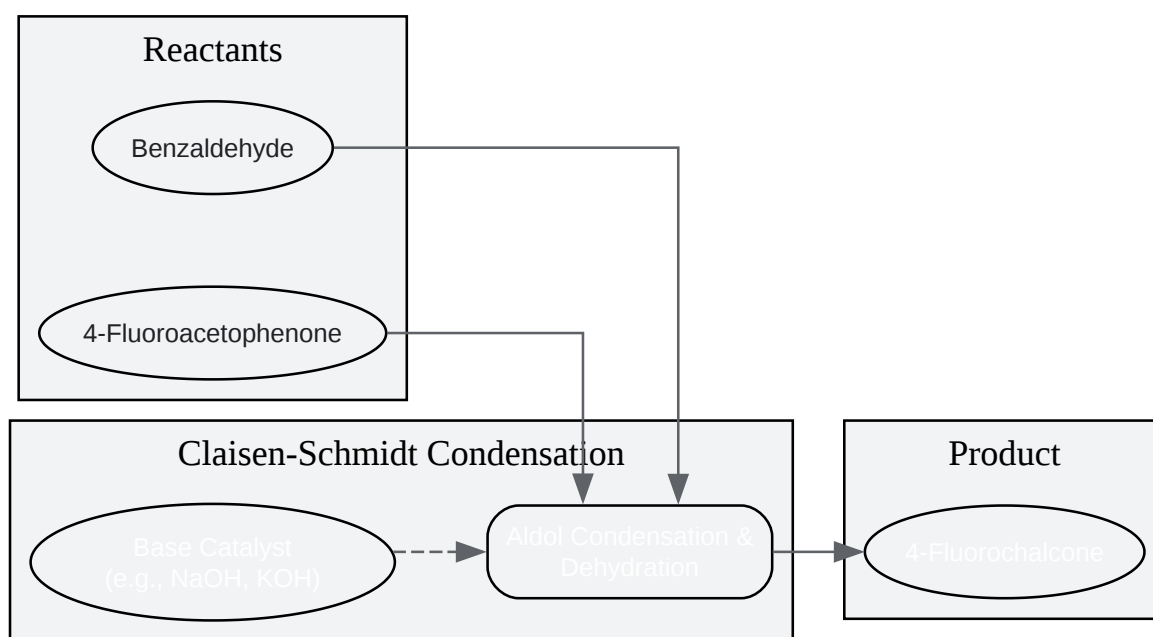 Reactants
Benzaldehyde
4-Fluoroacetophenone
Claisen-Schmidt Condensation
Base Catalyst
(e.g., NaOH, KOH)
Aldol Condensation &
Dehydration
Product
4-Fluorochalcone